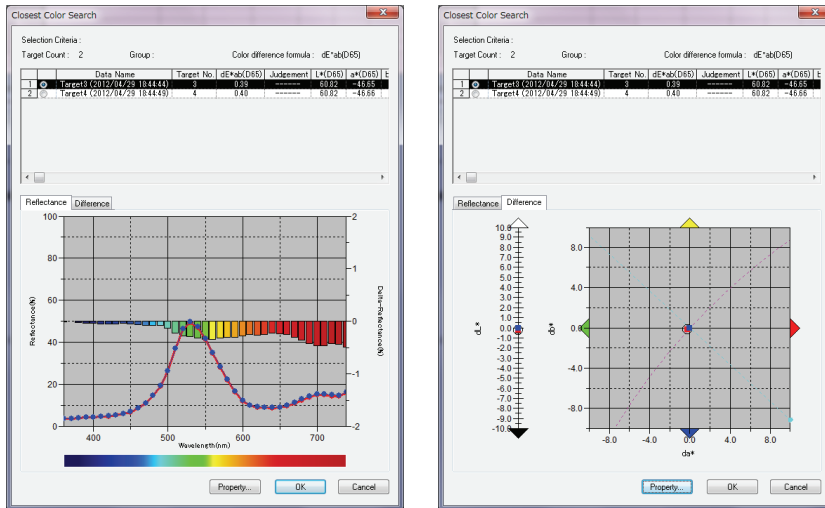 Closest Color Search
Selection Criteria :
Target Count : 2 Group : Color difference formula : dE*ab(D65)
Data Name Target No. dE*ab(D65) Judgement L*(D65) a*(D65) b
1 Target3 (2012/04/29 18:44:44) 3 0.39 ------ 60.82 -46.65
2 Target4 (2012/04/29 18:44:49) 4 0.40 ------ 60.82 -46.66
Reflectance Difference
100 2
80 1
60 0
40
20 -1
0 -2
Reflectance(%)
Delta-Reflectance(%)
400 500 600 700
Wavelength(nm)
Property... OK Cancel
Closest Color Search
Selection Criteria :
Target Count : 2 Group : Color difference formula : dE*ab(D65)
Data Name Target No. dE*ab(D65) Judgement L*(D65) a*(D65) b
1 Target3 (2012/04/29 18:44:44) 3 0.39 ------ 60.82 -46.65
2 Target4 (2012/04/29 18:44:49) 4 0.40 ------ 60.82 -46.66
Reflectance Difference
10.0
9.0
8.0
7.0
6.0
5.0
4.0
3.0
2.0
1.0
0.0
-1.0
-2.0
-3.0
-4.0
-5.0
-6.0
-7.0
-8.0
-9.0
-10.0
dL*
8.0
4.0
0.0
-4.0
-8.0
db*
-8.0 -4.0 0.0 4.0 8.0
da*
Property... OK Cancel